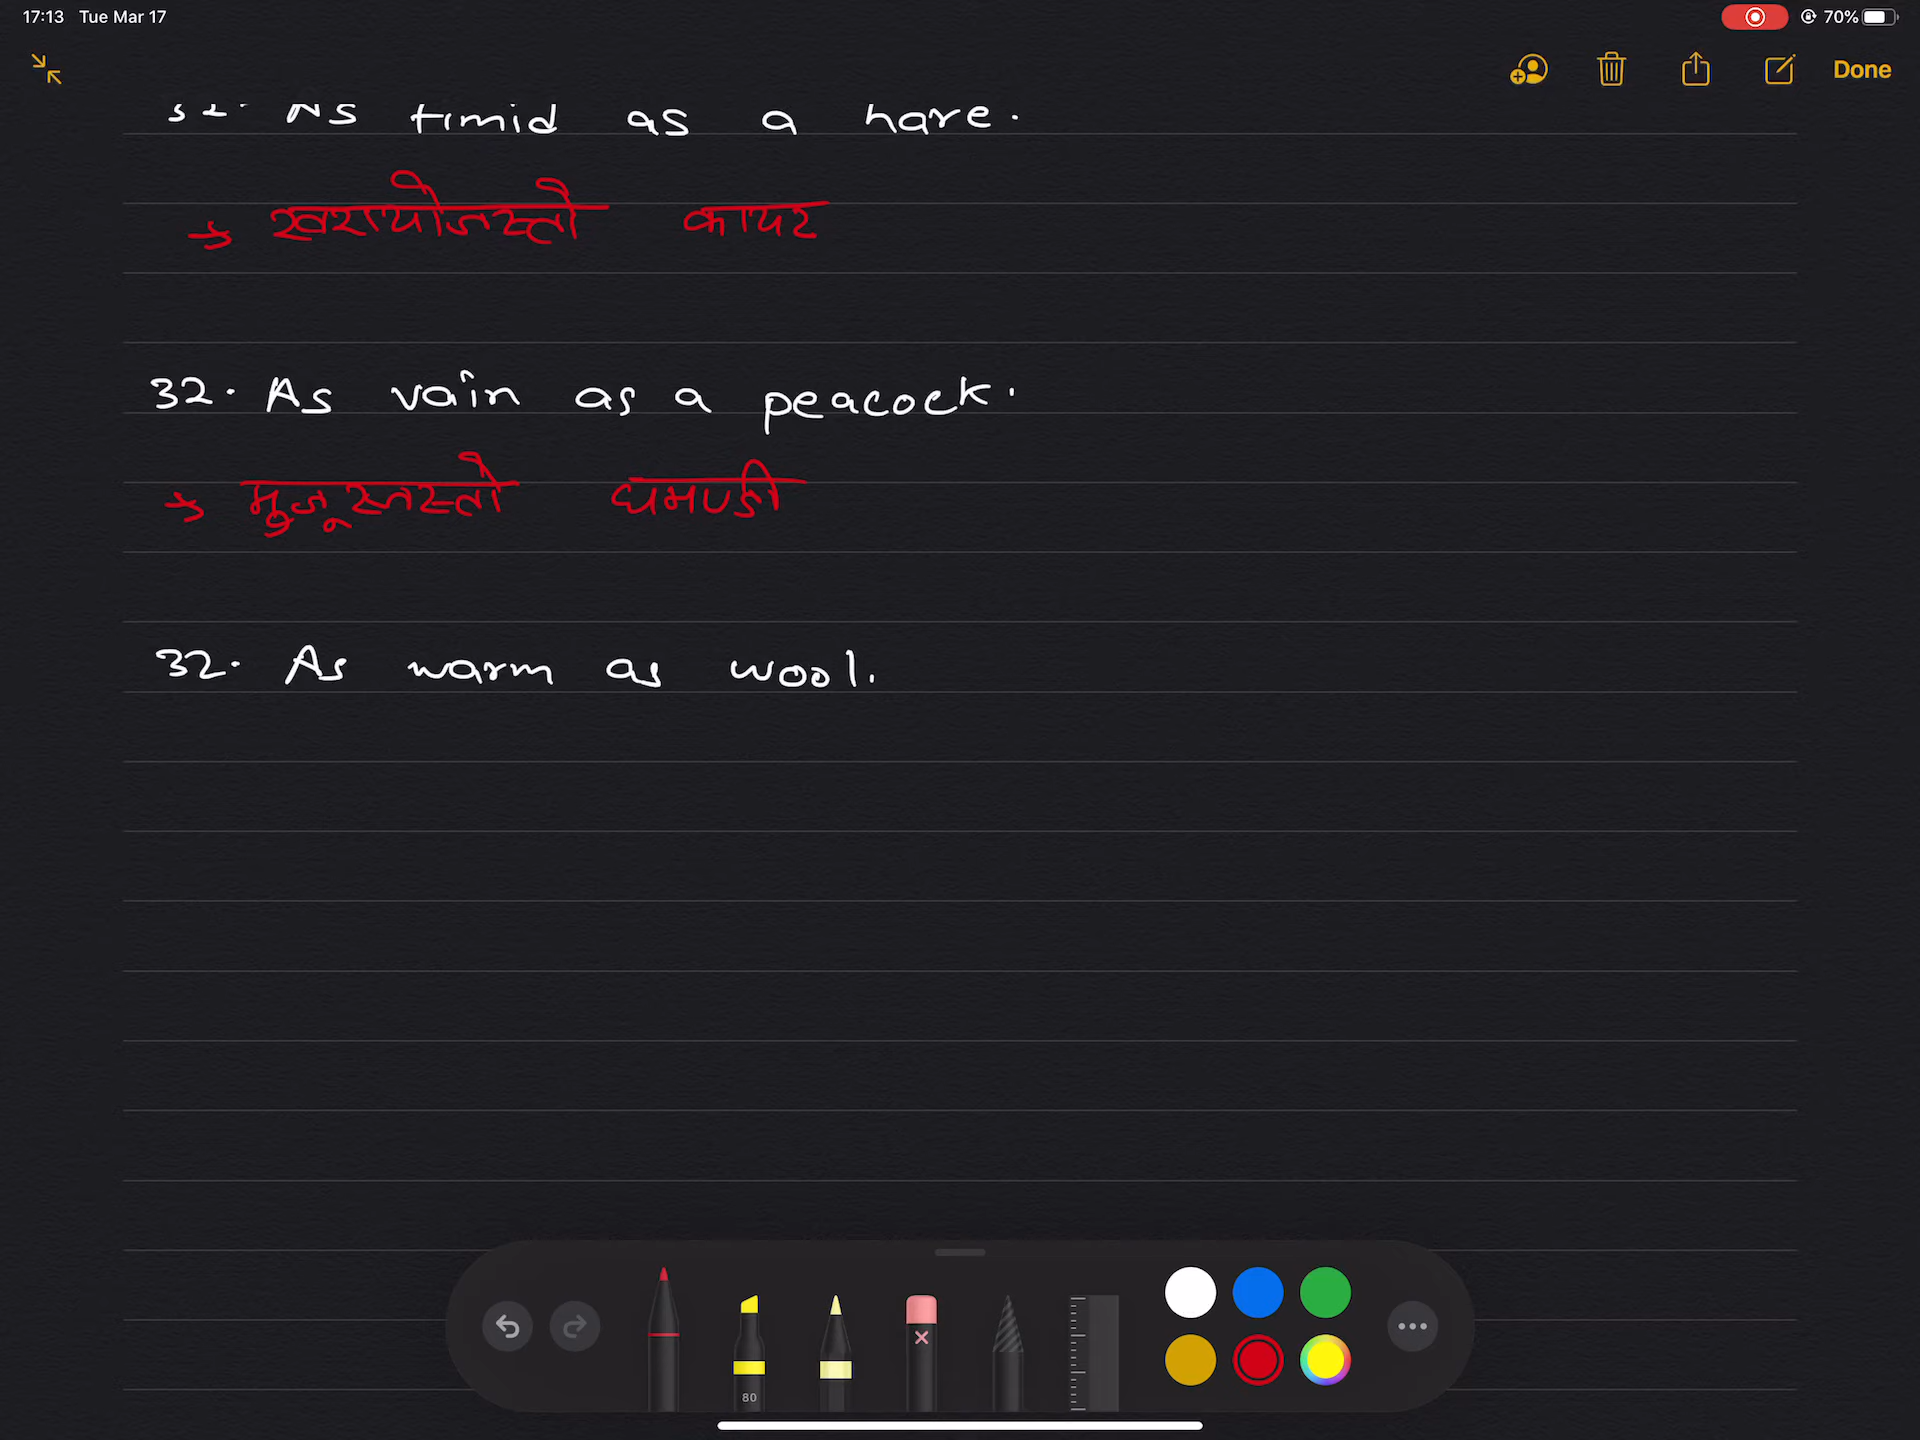 17:13 Tue Mar 17 70%
Done
31. As timid as a hare.
→ खरायोजस्तो कायर
32. As vain as a peacock.
→ मुजूरजस्तो घमण्डी
32. As warm as wool.
80